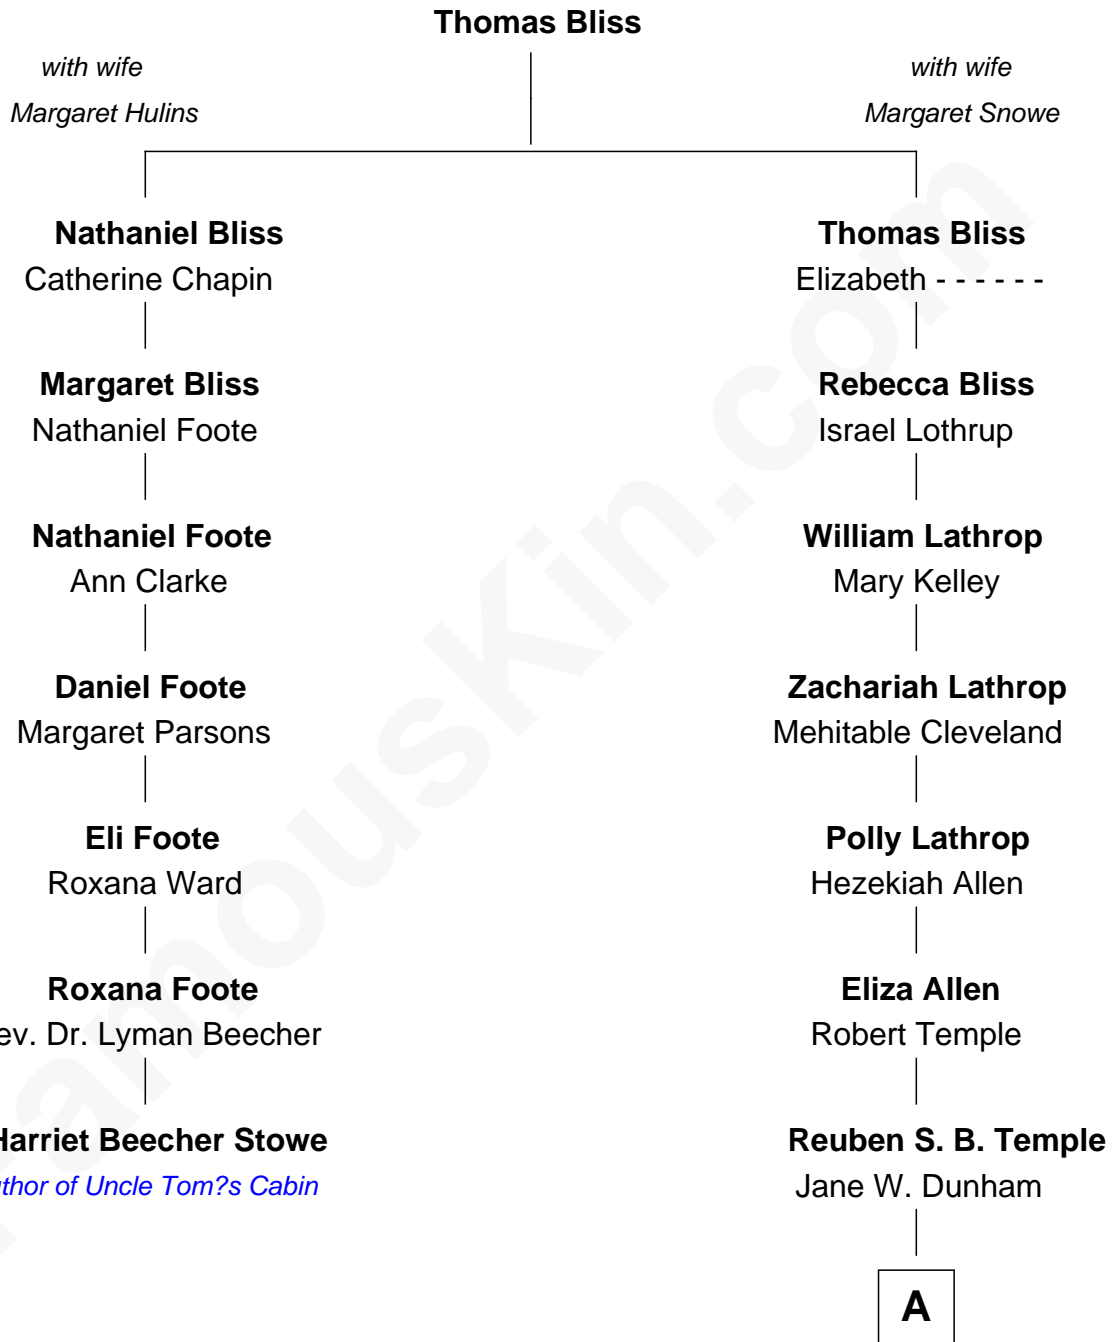 Thomas Bliss
with wife
Margaret Hulins
with wife
Margaret Snowe
Nathaniel Bliss
Catherine Chapin
Thomas Bliss
Elizabeth - - - - - -
Margaret Bliss
Nathaniel Foote
Rebecca Bliss
Israel Lothrup
Nathaniel Foote
Ann Clarke
William Lathrop
Mary Kelley
Daniel Foote
Margaret Parsons
Zachariah Lathrop
Mehitable Cleveland
Eli Foote
Roxana Ward
Polly Lathrop
Hezekiah Allen
Roxana Foote
ev. Dr. Lyman Beecher
Eliza Allen
Robert Temple
Harriet Beecher Stowe
uthor of Uncle Tom?s Cabin
Reuben S. B. Temple
Jane W. Dunham
A
FamousKin.com